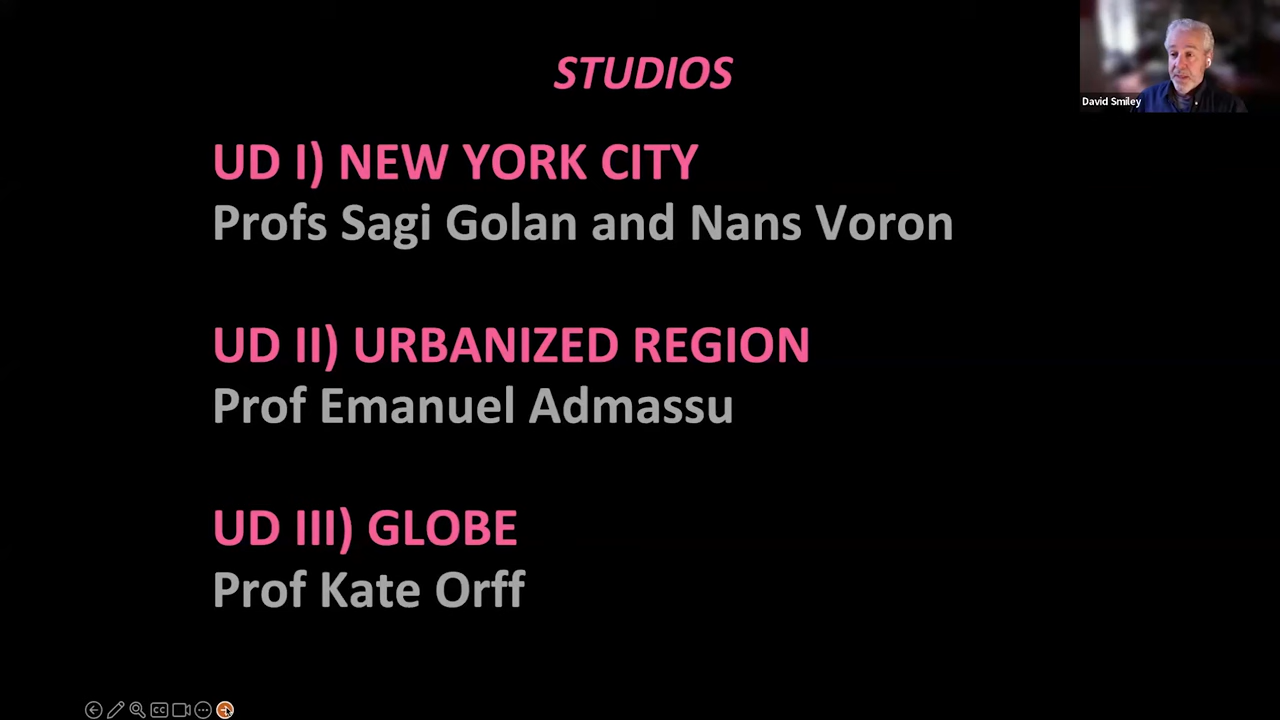 STUDIOS
David Smiley
UD I) NEW YORK CITY
Profs Sagi Golan and Nans Voron
UD II) URBANIZED REGION
Prof Emanuel Admassu
UD III) GLOBE
Prof Kate Orff